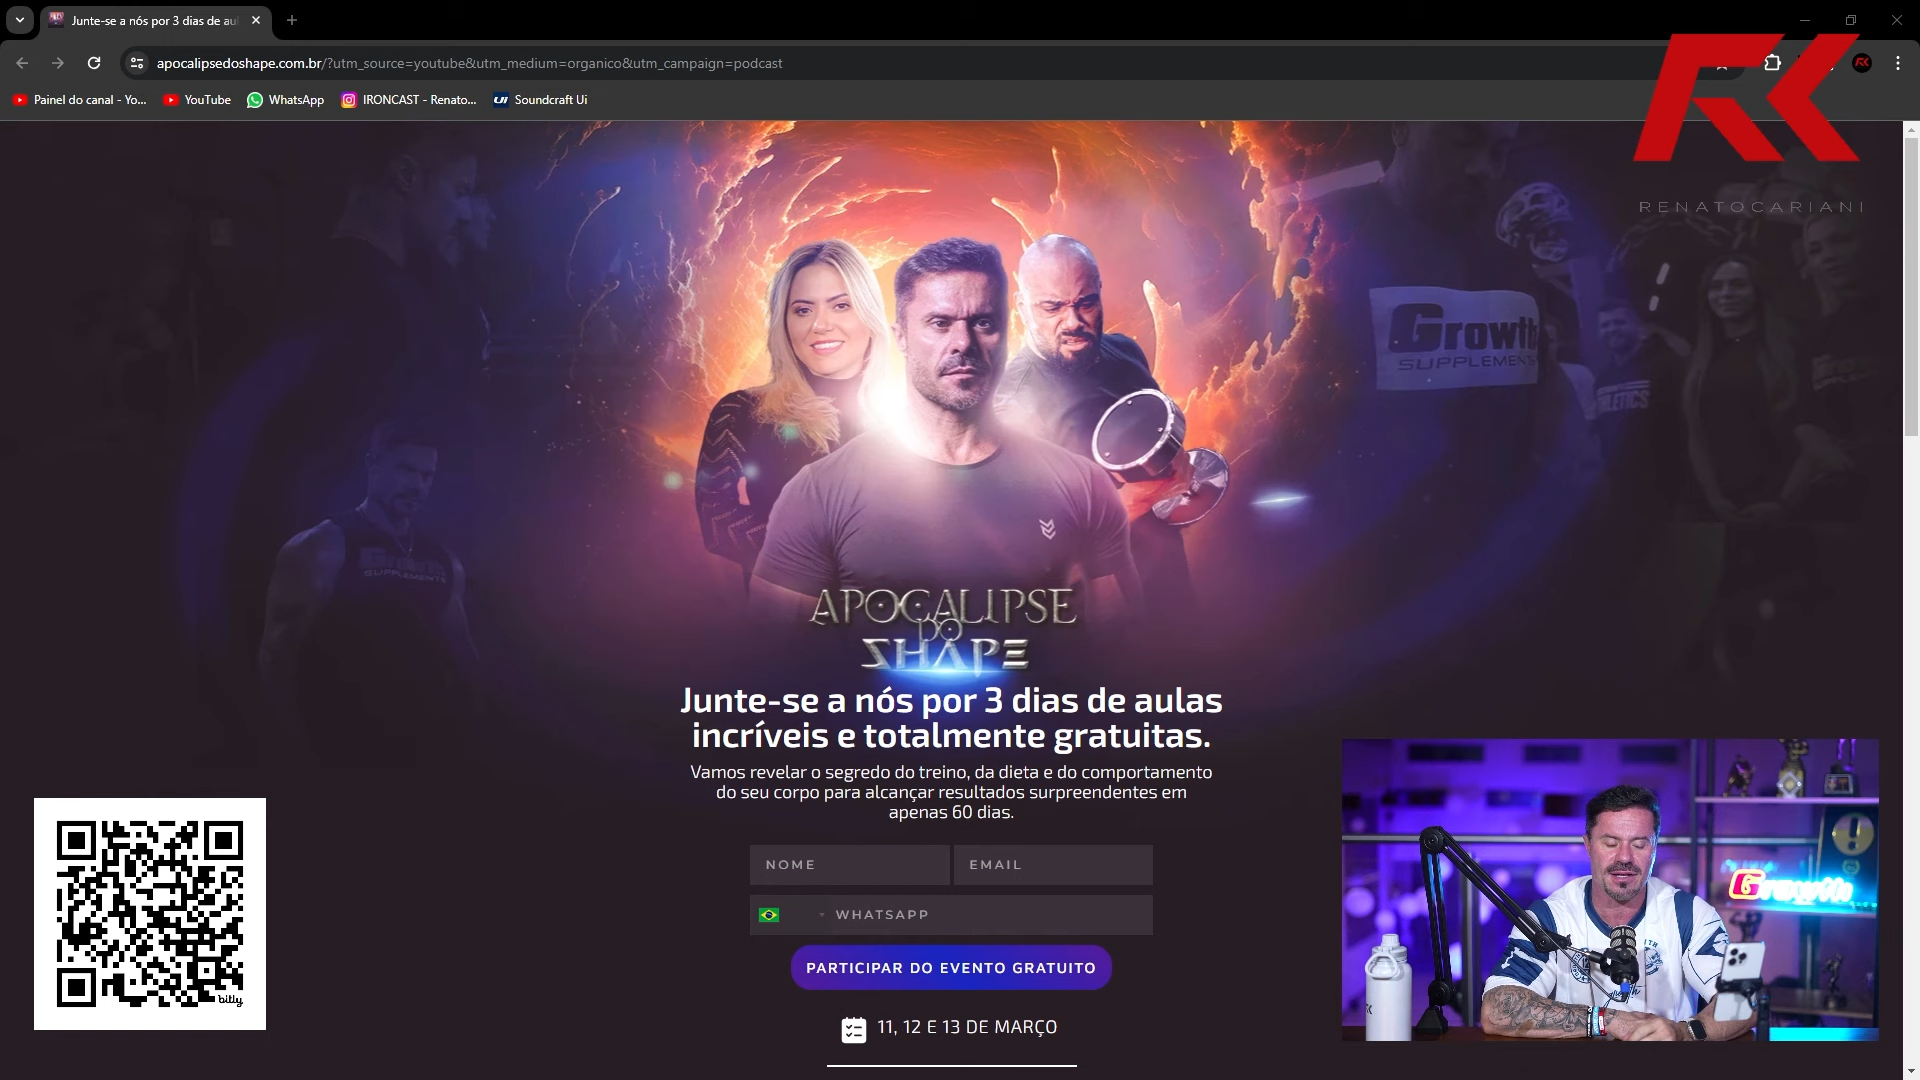 Junte-se a nós por 3 dias de au
apocalipsedoshape.com.br/?utm_source=youtube&utm_medium=organico&utm_campaign=podcast
Painel do canal - Yo...
YouTube
WhatsApp
IRONCAST - Renato...
Soundcraft Ui
RENATOCARIANI
Growth
SUPPLEMENTS
APOCALIPSE
DO
SHAPE
Junte-se a nós por 3 dias de aulas
incríveis e totalmente gratuitas.
Vamos revelar o segredo do treino, da dieta e do comportamento
do seu corpo para alcançar resultados surpreendentes em
apenas 60 dias.
NOME
EMAIL
WHATSAPP
PARTICIPAR DO EVENTO GRATUITO
11, 12 E 13 DE MARÇO
bitly
Growth